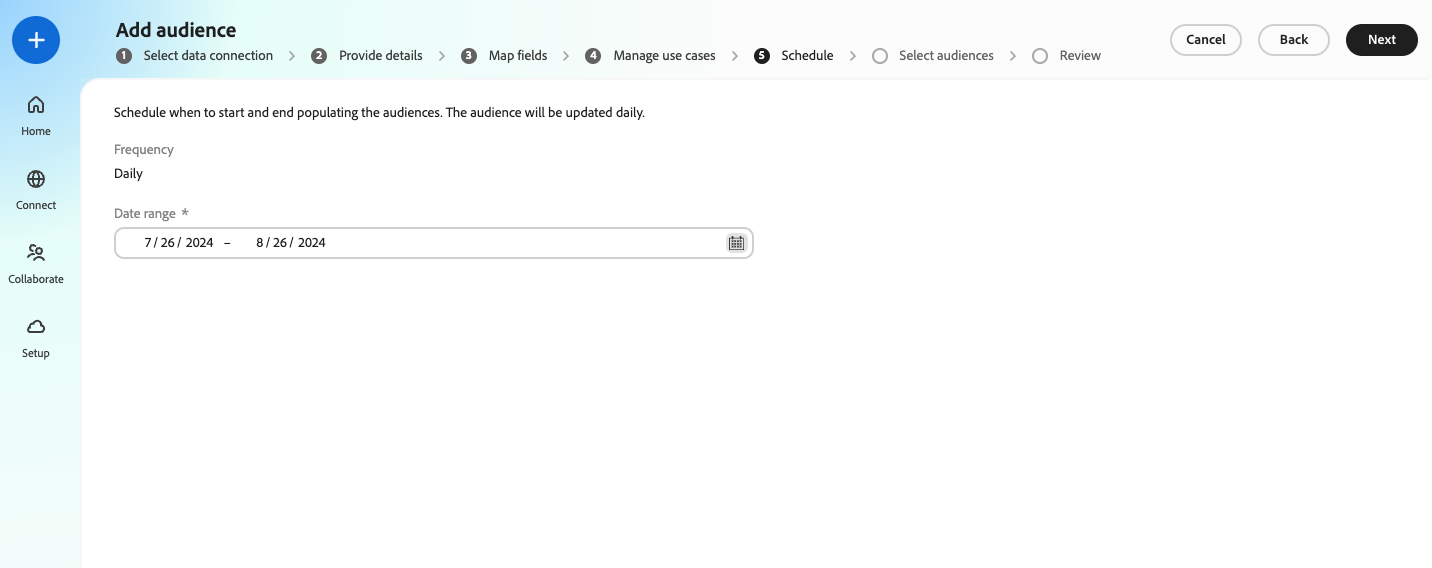 Add audience
1 Select data connection > 2 Provide details > 3 Map fields > 4 Manage use cases > 5 Schedule > Select audiences > Review
Cancel Back Next
Home
Connect
Collaborate
Setup
Schedule when to start and end populating the audiences. The audience will be updated daily.
Frequency
Daily
Date range *
7 / 26 / 2024 – 8 / 26 / 2024